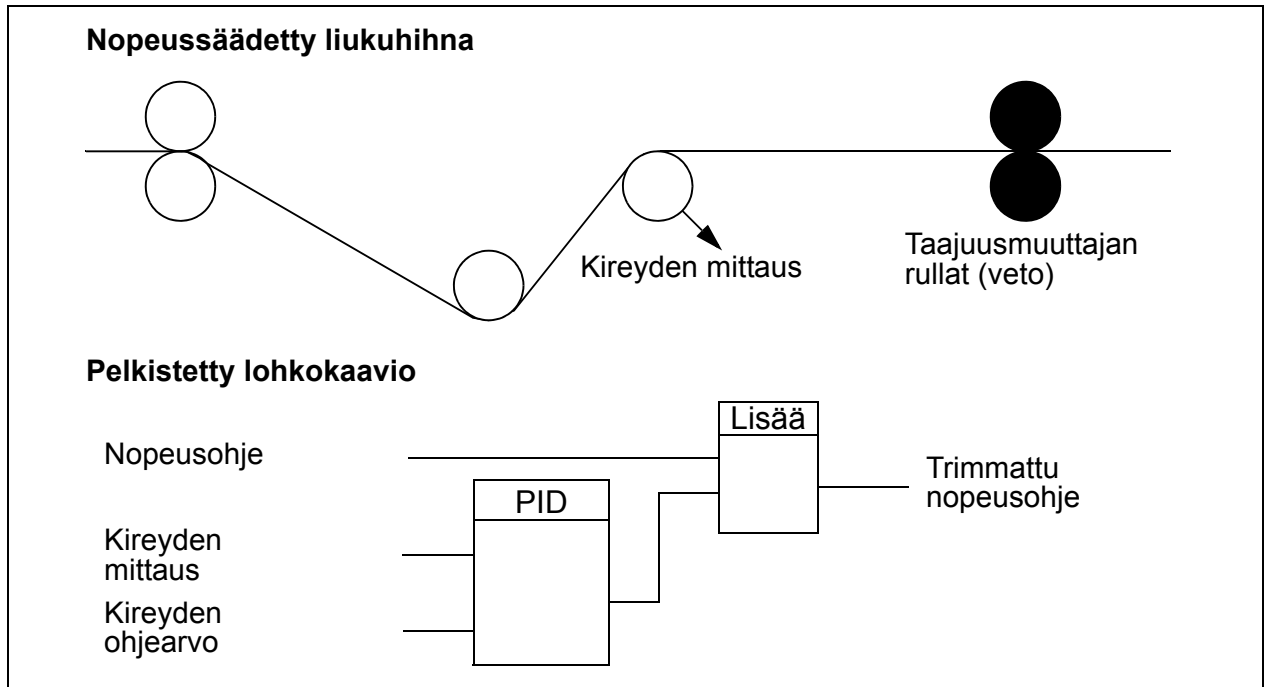 Nopeussäädetty liukuhihna
Kireyden mittaus
Taajuusmuuttajan
rullat (veto)
Pelkistetty lohkokaavio
Lisää
Nopeusohje
Trimmattu
nopeusohje
PID
Kireyden
mittaus
Kireyden
ohjearvo